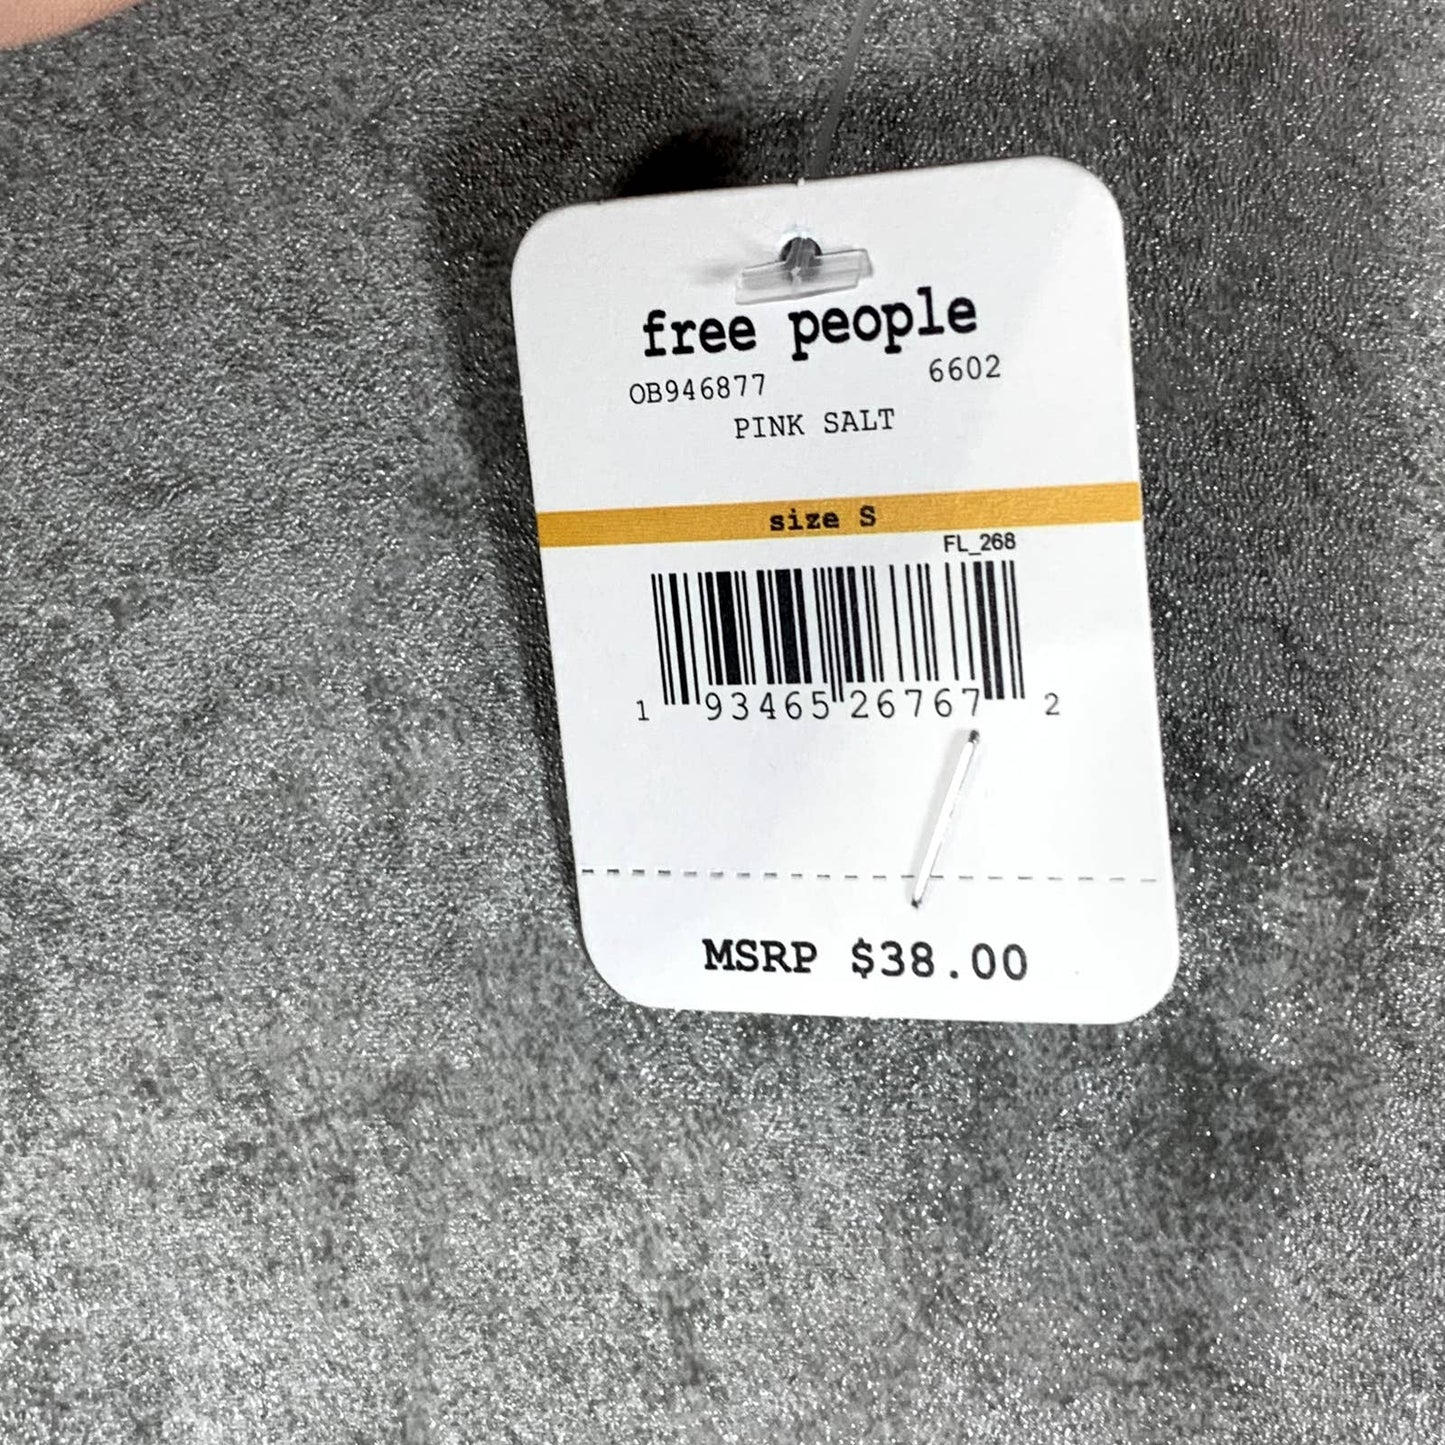 free people
OB946877 6602
PINK SALT
size S
FL_268
1 93465 26767 2
MSRP $38.00